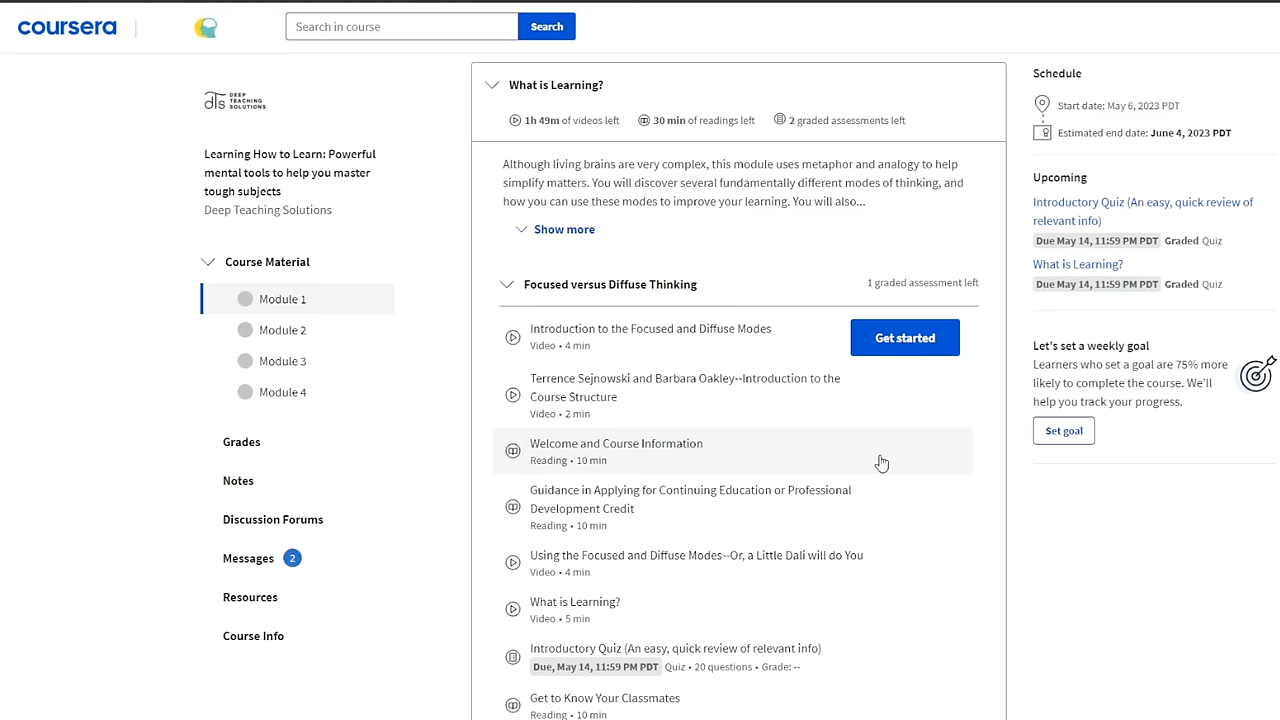 coursera
Search in course
Search
dTS DEEP TEACHING SOLUTIONS
Learning How to Learn: Powerful
mental tools to help you master
tough subjects
Deep Teaching Solutions
Course Material
Module 1
Module 2
Module 3
Module 4
Grades
Notes
Discussion Forums
Messages 2
Resources
Course Info
What is Learning?
1h 49m of videos left 30 min of readings left 2 graded assessments left
Although living brains are very complex, this module uses metaphor and analogy to help
simplify matters. You will discover several fundamentally different modes of thinking, and
how you can use these modes to improve your learning. You will also...
Show more
Focused versus Diffuse Thinking 1 graded assessment left
Introduction to the Focused and Diffuse Modes
Video • 4 min
Get started
Terrence Sejnowski and Barbara Oakley--Introduction to the
Course Structure
Video • 2 min
Welcome and Course Information
Reading • 10 min
Guidance in Applying for Continuing Education or Professional
Development Credit
Reading • 10 min
Using the Focused and Diffuse Modes--Or, a Little Dali will do You
Video • 4 min
What is Learning?
Video • 5 min
Introductory Quiz (An easy, quick review of relevant info)
Due, May 14, 11:59 PM PDT Quiz • 20 questions • Grade: --
Get to Know Your Classmates
Reading • 10 min
Schedule
Start date: May 6, 2023 PDT
Estimated end date: June 4, 2023 PDT
Upcoming
Introductory Quiz (An easy, quick review of
relevant info)
Due May 14, 11:59 PM PDT Graded Quiz
What is Learning?
Due May 14, 11:59 PM PDT Graded Quiz
Let's set a weekly goal
Learners who set a goal are 75% more
likely to complete the course. We'll
help you track your progress.
Set goal